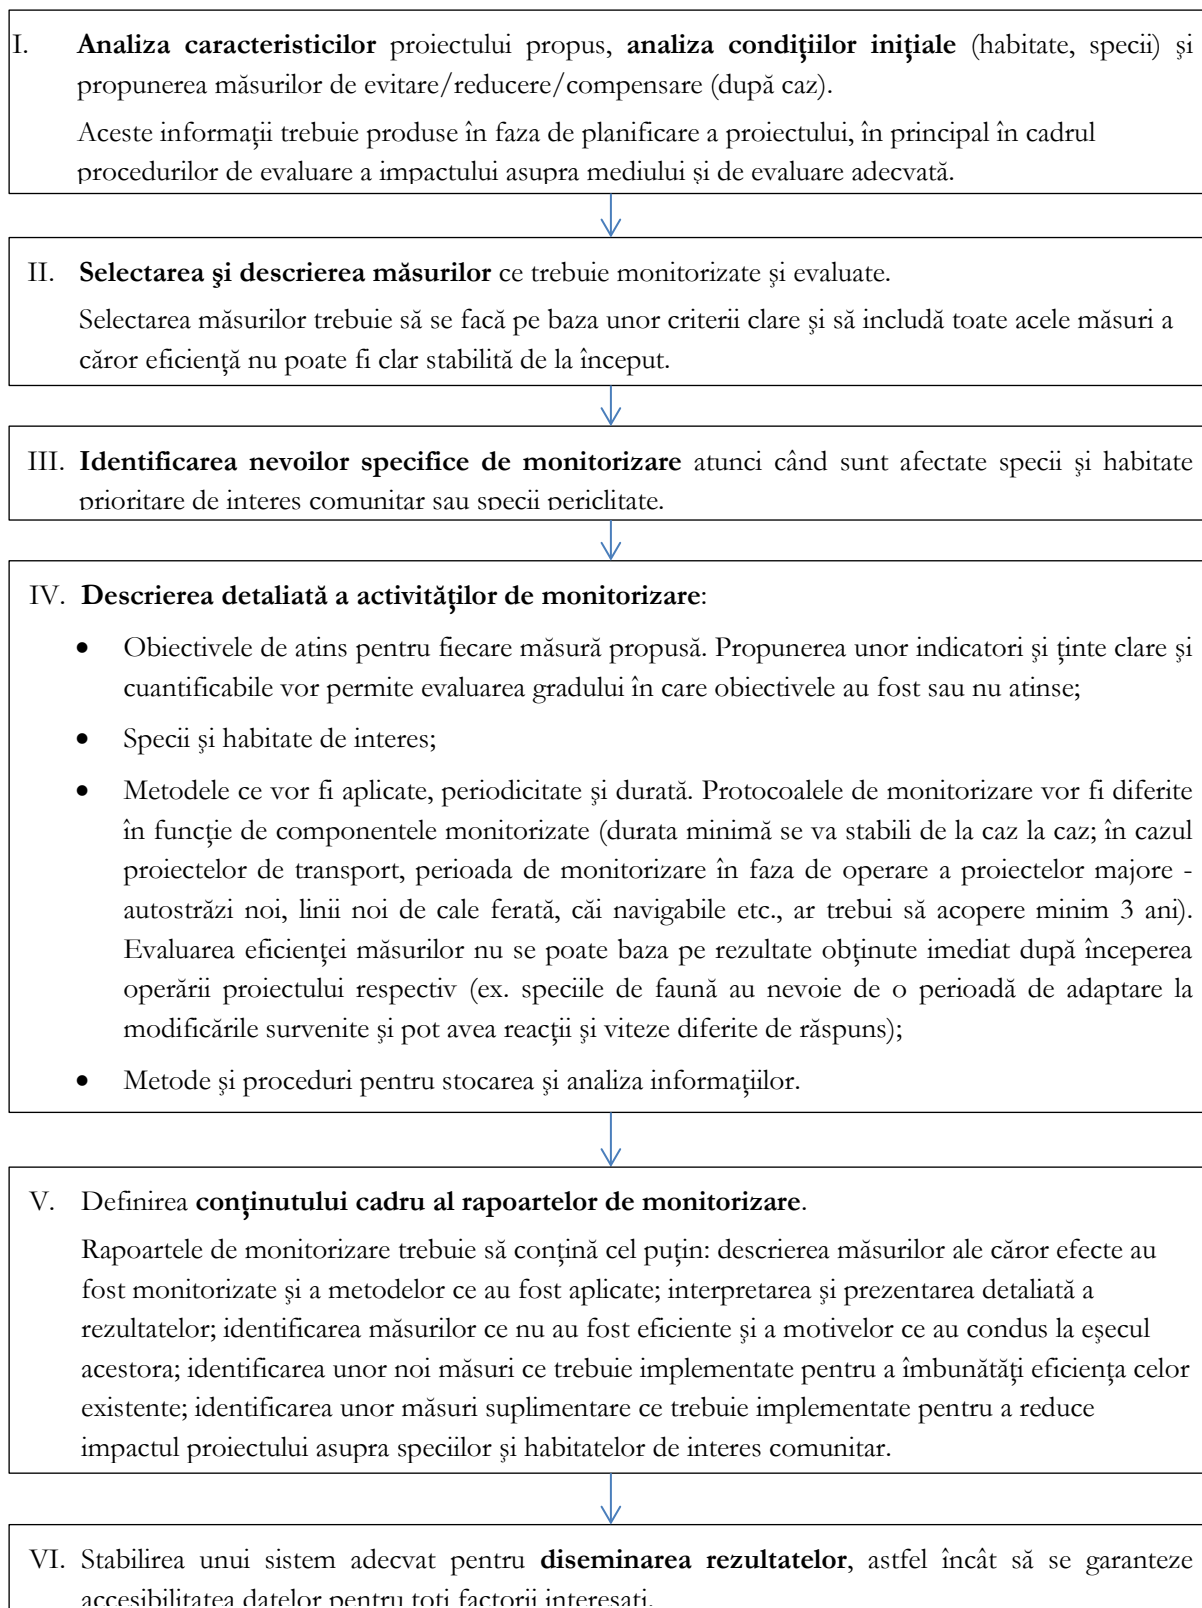 I. Analiza caracteristicilor proiectului propus, analiza condiţiilor iniţiale (habitate, specii) şi
propunerea măsurilor de evitare/reducere/compensare (după caz).
Aceste informaţii trebuie produse în faza de planificare a proiectului, în principal în cadrul
procedurilor de evaluare a impactului asupra mediului şi de evaluare adecvată.
II. Selectarea şi descrierea măsurilor ce trebuie monitorizate şi evaluate.
Selectarea măsurilor trebuie să se facă pe baza unor criterii clare şi să includă toate acele măsuri a
căror eficienţă nu poate fi clar stabilită de la început.
III. Identificarea nevoilor specifice de monitorizare atunci când sunt afectate specii şi habitate
prioritare de interes comunitar sau specii periclitate.
IV. Descrierea detaliată a activităţilor de monitorizare:
• Obiectivele de atins pentru fiecare măsură propusă. Propunerea unor indicatori şi ţinte clare şi
cuantificabile vor permite evaluarea gradului în care obiectivele au fost sau nu atinse;
• Specii şi habitate de interes;
• Metodele ce vor fi aplicate, periodicitate şi durată. Protocoalele de monitorizare vor fi diferite
în funcţie de componentele monitorizate (durata minimă se va stabili de la caz la caz; în cazul
proiectelor de transport, perioada de monitorizare în faza de operare a proiectelor majore -
autostrăzi noi, linii noi de cale ferată, căi navigabile etc., ar trebui să acopere minim 3 ani).
Evaluarea eficienţei măsurilor nu se poate baza pe rezultate obţinute imediat după începerea
operării proiectului respectiv (ex. speciile de faună au nevoie de o perioadă de adaptare la
modificările survenite şi pot avea reacţii şi viteze diferite de răspuns);
• Metode şi proceduri pentru stocarea şi analiza informaţiilor.
V. Definirea conţinutului cadru al rapoartelor de monitorizare.
Rapoartele de monitorizare trebuie să conţină cel puţin: descrierea măsurilor ale căror efecte au
fost monitorizate şi a metodelor ce au fost aplicate; interpretarea şi prezentarea detaliată a
rezultatelor; identificarea măsurilor ce nu au fost eficiente şi a motivelor ce au condus la eşecul
acestora; identificarea unor noi măsuri ce trebuie implementate pentru a îmbunătăţi eficienţa celor
existente; identificarea unor măsuri suplimentare ce trebuie implementate pentru a reduce
impactul proiectului asupra speciilor şi habitatelor de interes comunitar.
VI. Stabilirea unui sistem adecvat pentru diseminarea rezultatelor, astfel încât să se garanteze
accesibilitatea datelor pentru toţi factorii interesaţi.